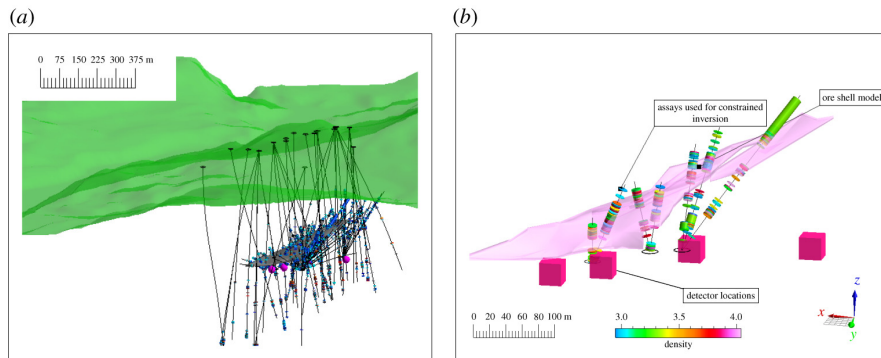 (a)
0 75 150 225 300 375 m
(b)
assays used for constrained
inversion
ore shell model
detector locations
0 20 40 60 80 100 m
3.0 3.5 4.0
density
z
x
y